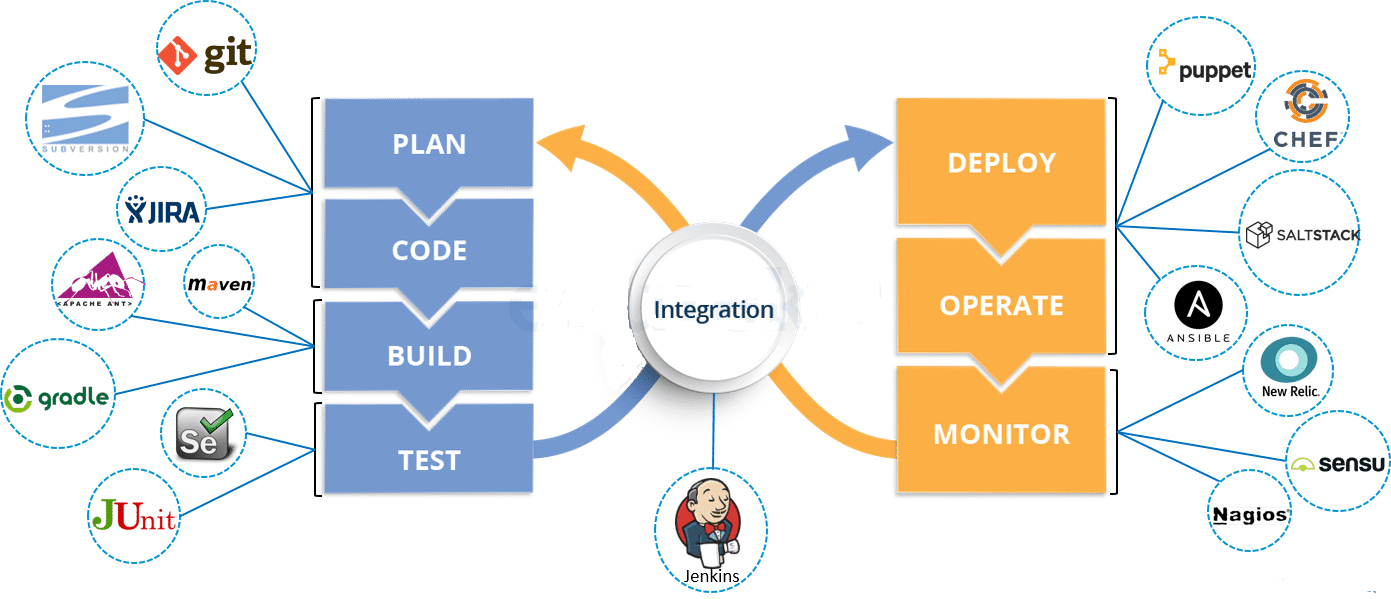 git
SUBVERSION
JIRA
<APACHE ANT>
maven
gradle
Se
JUnit
PLAN
CODE
BUILD
TEST
Integration
Jenkins
DEPLOY
OPERATE
MONITOR
puppet
CHEF
SALTSTACK
ANSIBLE
New Relic.
sensu
Nagios